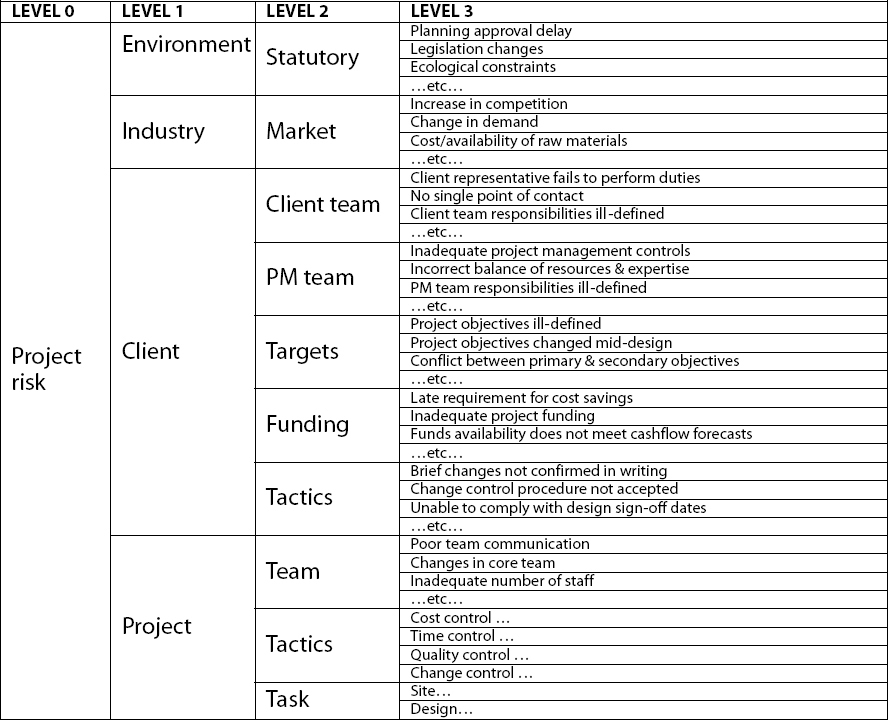 LEVEL 0 LEVEL 1 LEVEL 2 LEVEL 3
Project
risk
Environment
Statutory
Planning approval delay
Legislation changes
Ecological constraints
…etc…
Industry
Market
Increase in competition
Change in demand
Cost/availability of raw materials
…etc…
Client
Client team
Client representative fails to perform duties
No single point of contact
Client team responsibilities ill-defined
…etc…
PM team
Inadequate project management controls
Incorrect balance of resources & expertise
PM team responsibilities ill-defined
…etc…
Targets
Project objectives ill-defined
Project objectives changed mid-design
Conflict between primary & secondary objectives
…etc…
Funding
Late requirement for cost savings
Inadequate project funding
Funds availability does not meet cashflow forecasts
…etc…
Tactics
Brief changes not confirmed in writing
Change control procedure not accepted
Unable to comply with design sign-off dates
…etc…
Project
Team
Poor team communication
Changes in core team
Inadequate number of staff
…etc…
Tactics
Cost control …
Time control …
Quality control …
Change control …
Task
Site…
Design…